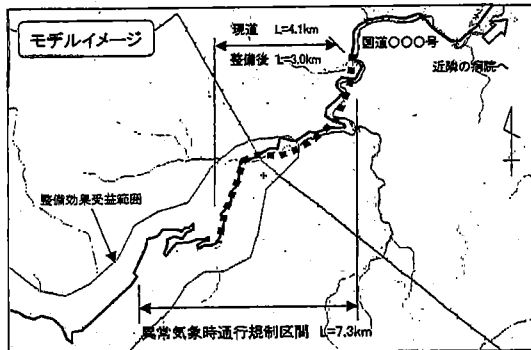 モデルイメージ
現道 L=4.1km
整備後 L=3.0km
国道○○○号
近隣の病院へ
整備効果受益範囲
異常気象時通行規制区間 L=7.3km